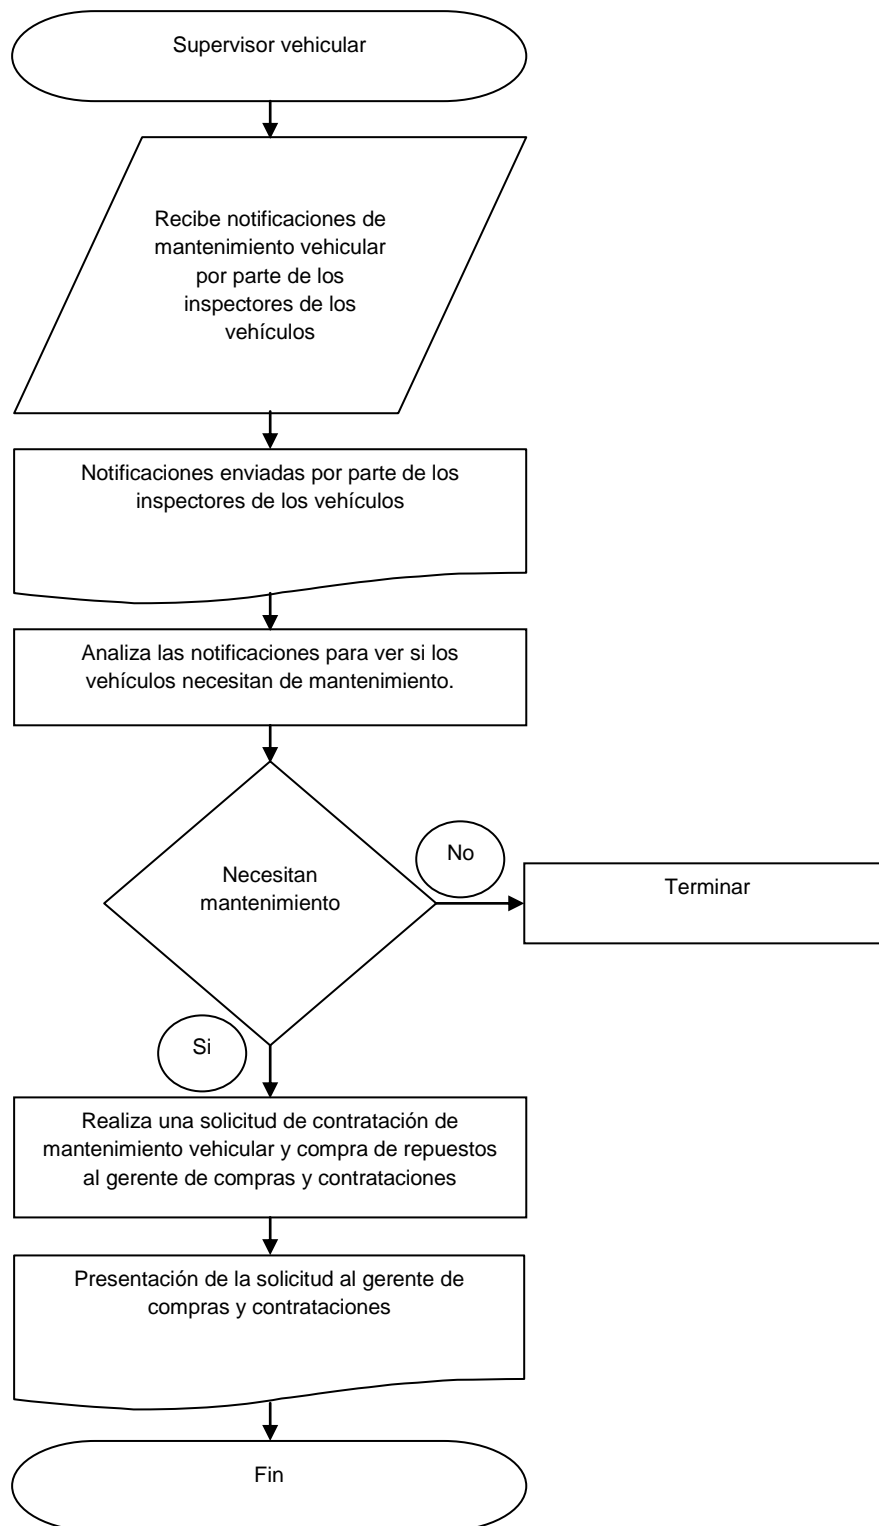 Supervisor vehicular
Recibe notificaciones de
mantenimiento vehicular
por parte de los
inspectores de los
vehículos
Notificaciones enviadas por parte de los
inspectores de los vehículos
Analiza las notificaciones para ver si los
vehículos necesitan de mantenimiento.
Necesitan
mantenimiento
No
Terminar
Si
Realiza una solicitud de contratación de
mantenimiento vehicular y compra de repuestos
al gerente de compras y contrataciones
Presentación de la solicitud al gerente de
compras y contrataciones
Fin